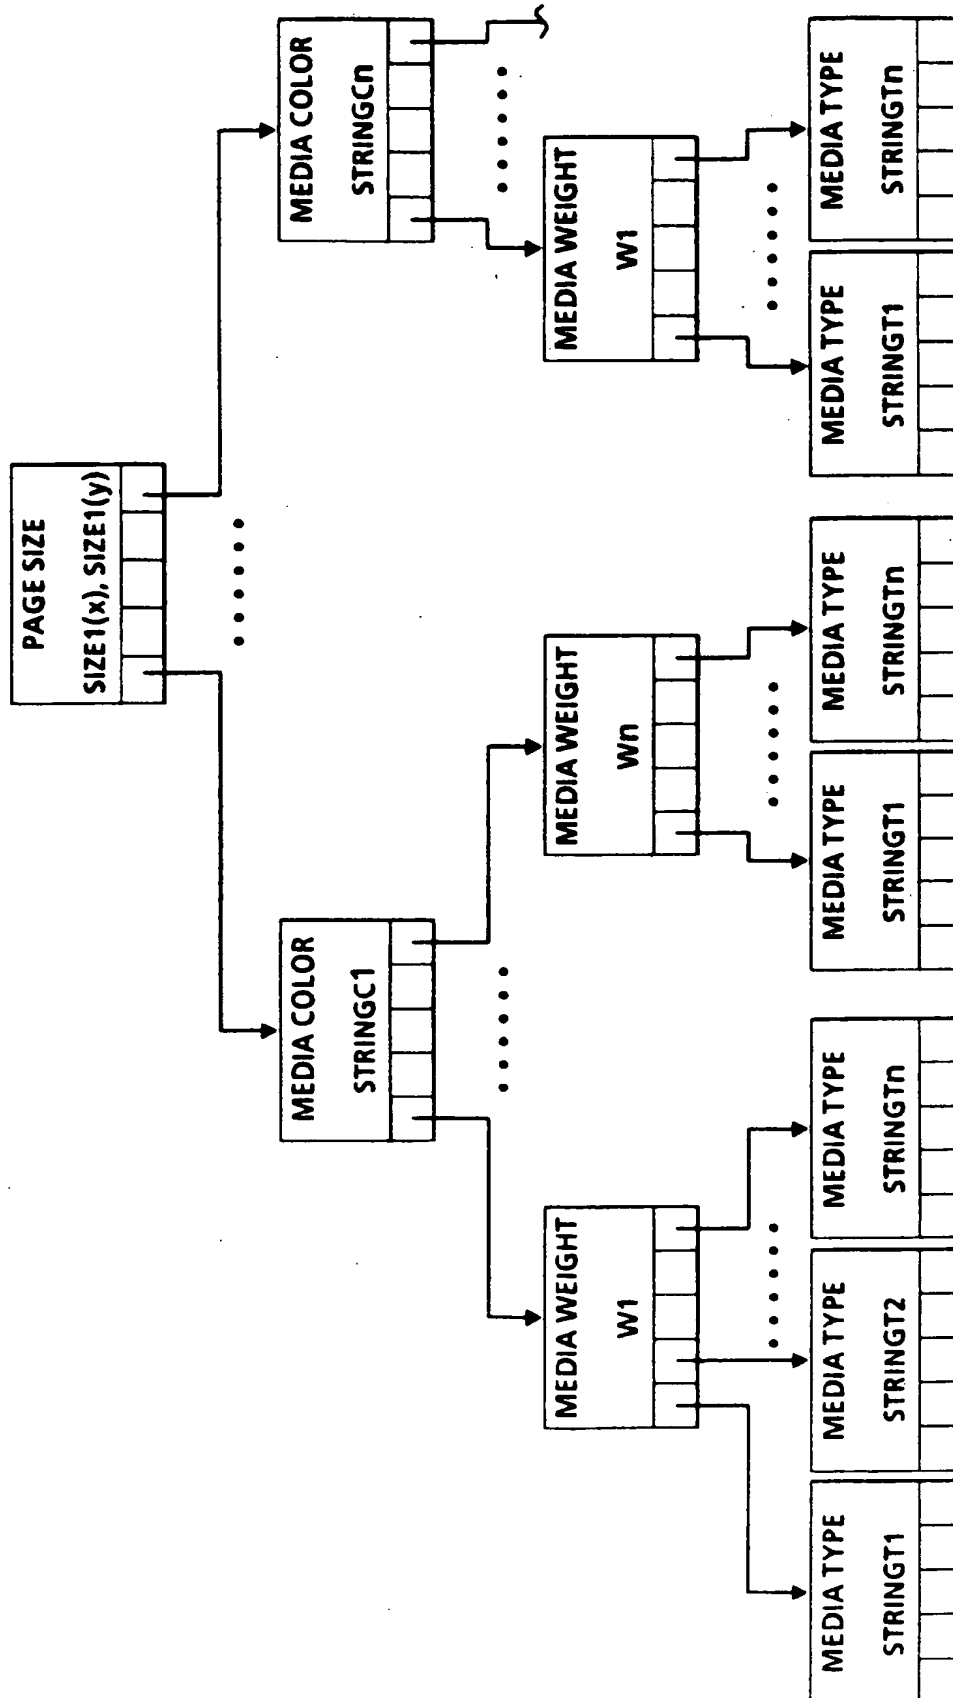 PAGE SIZE
SIZE1(x), SIZE1(y)
MEDIA COLOR
STRINGC1
MEDIA COLOR
STRINGCn
MEDIA WEIGHT
W1
MEDIA WEIGHT
Wn
MEDIA WEIGHT
W1
MEDIA TYPE
STRINGT1
MEDIA TYPE
STRINGT2
MEDIA TYPE
STRINGTn
MEDIA TYPE
STRINGT1
MEDIA TYPE
STRINGTn
MEDIA TYPE
STRINGT1
MEDIA TYPE
STRINGTn